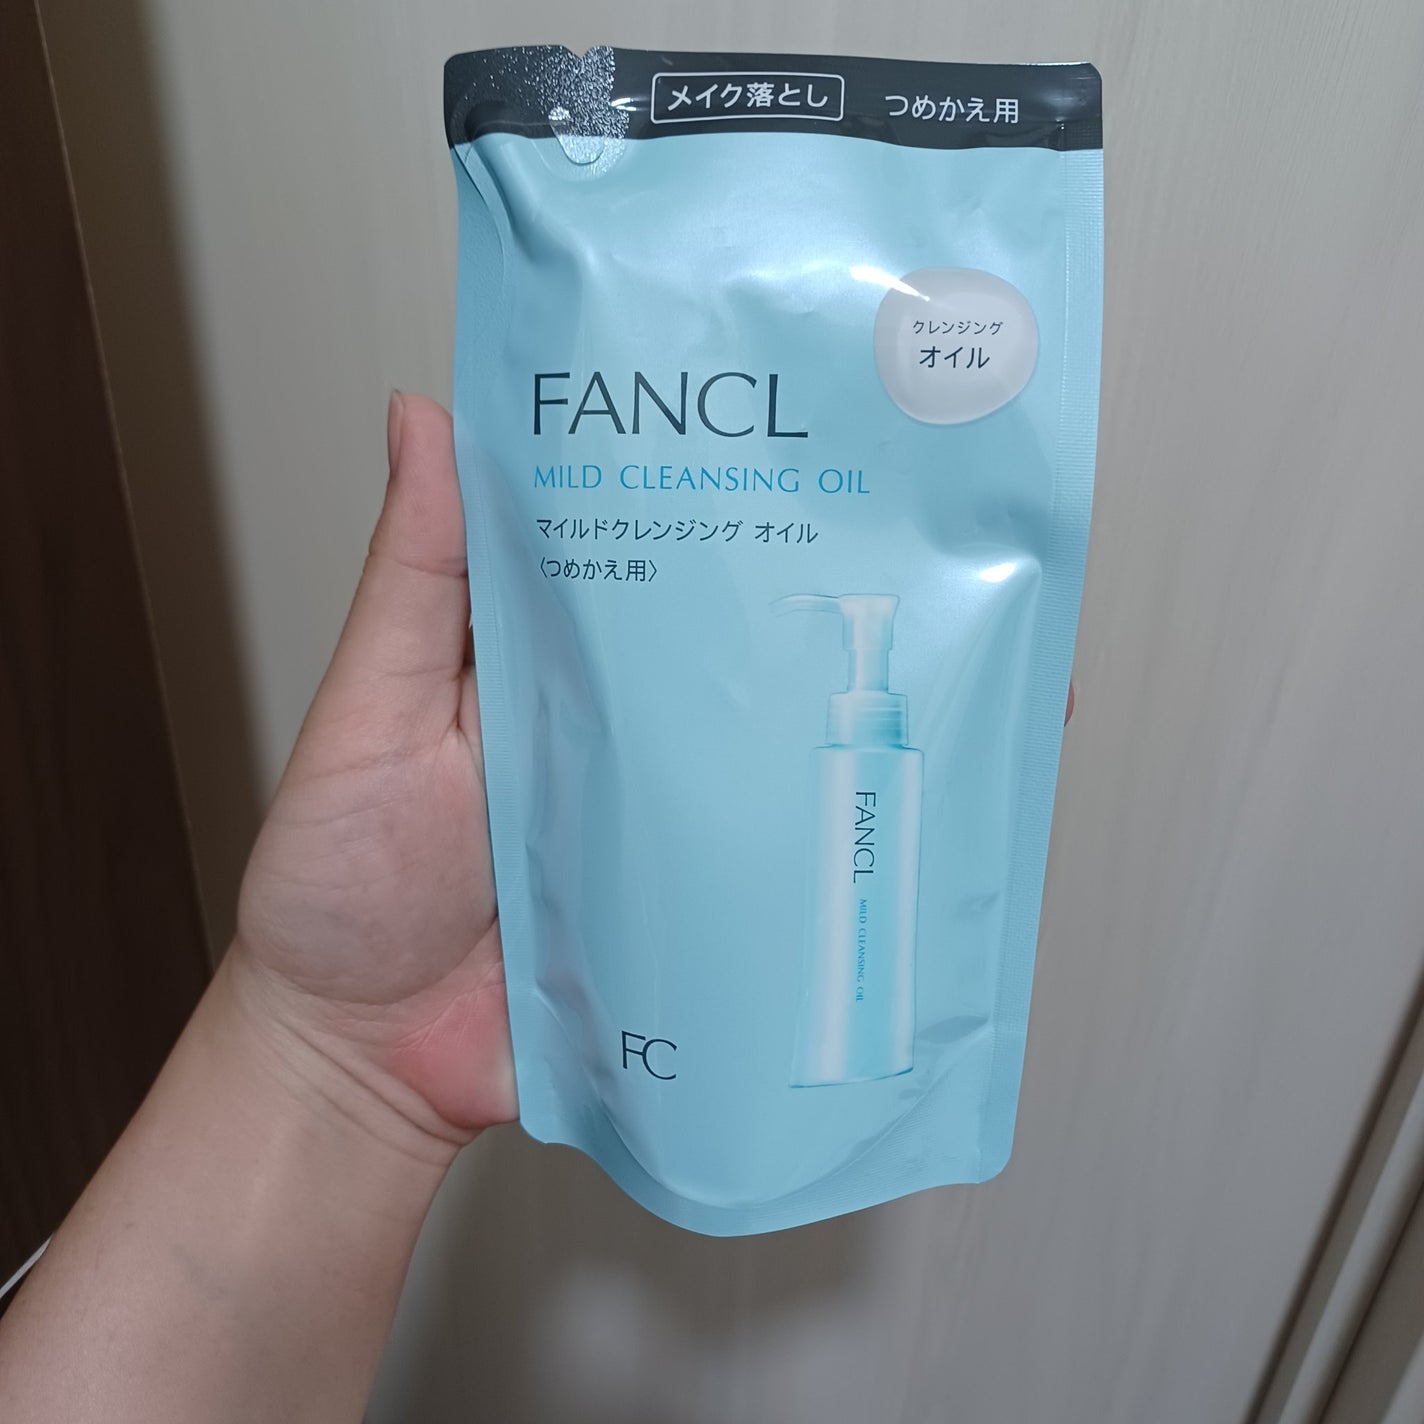 メイク落とし つめかえ用
クレンジング
オイル
FANCL
MILD CLEANSING OIL
マイルドクレンジング オイル
〈つめかえ用〉
FANCL MILD CLEANSING OIL
FC